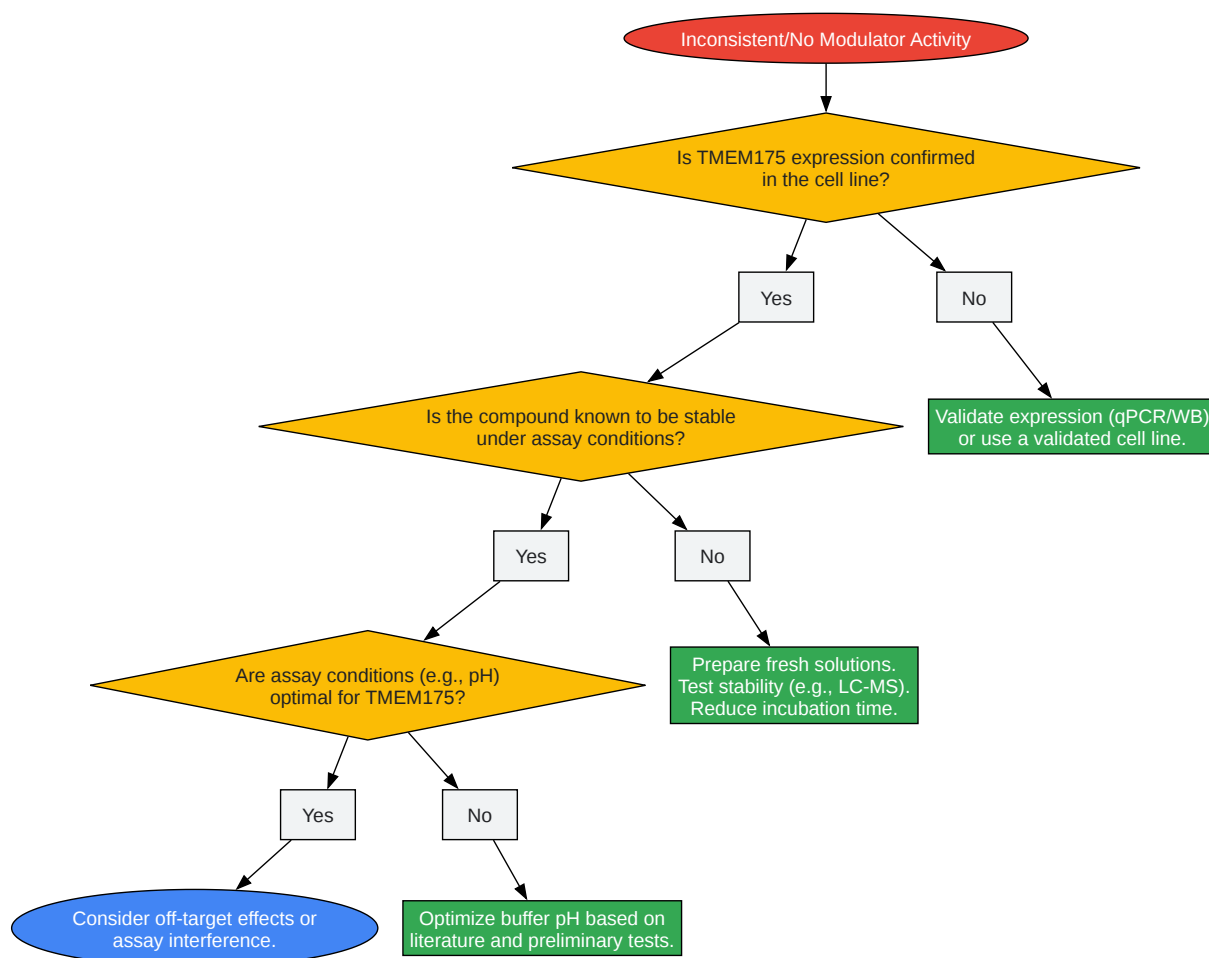 Inconsistent/No Modulator Activity
Is TMEM175 expression confirmed
in the cell line?
Yes
No
Is the compound known to be stable
under assay conditions?
Validate expression (qPCR/WB)
or use a validated cell line.
Yes
No
Are assay conditions (e.g., pH)
optimal for TMEM175?
Prepare fresh solutions.
Test stability (e.g., LC-MS).
Reduce incubation time.
Yes
No
Consider off-target effects or
assay interference.
Optimize buffer pH based on
literature and preliminary tests.